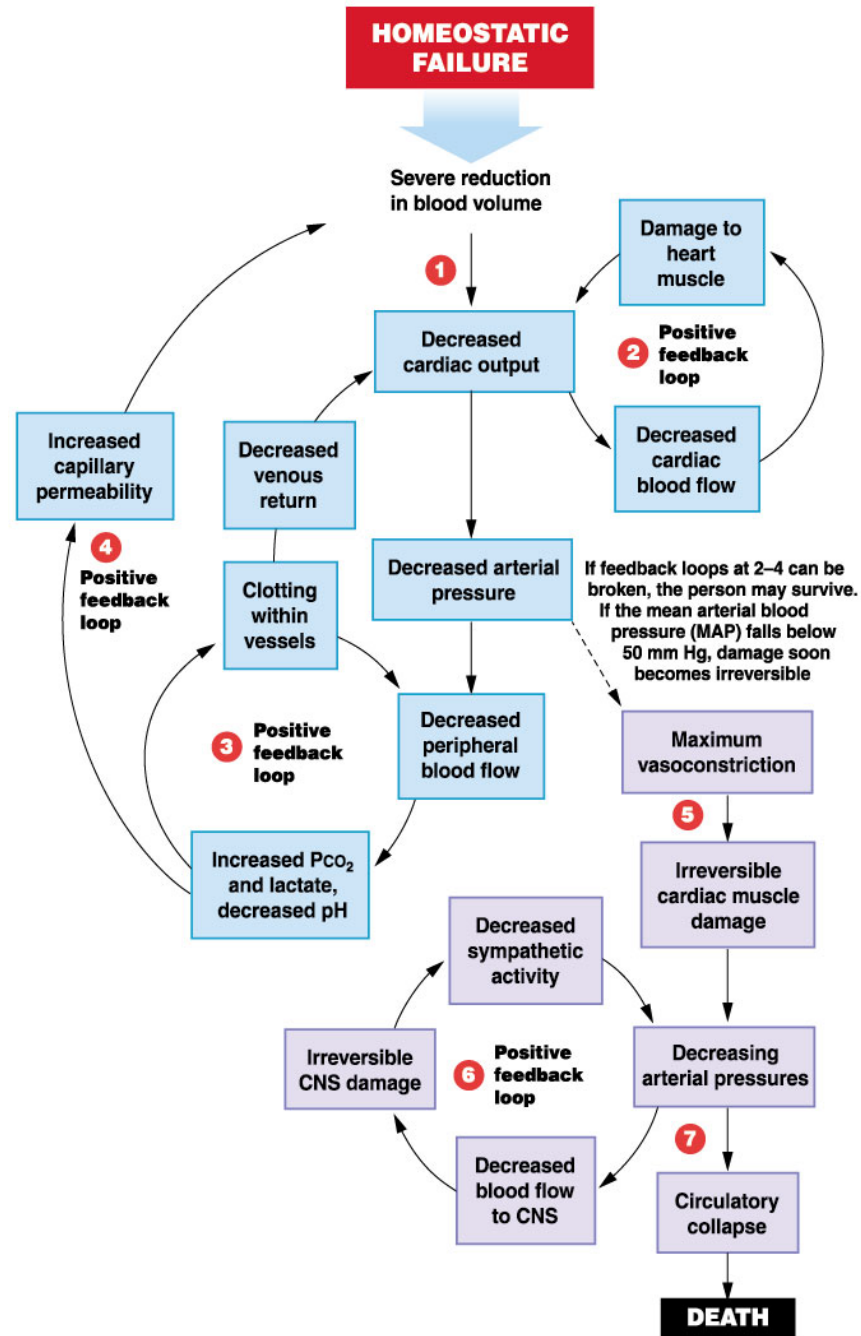 HOMEOSTATIC
FAILURE
Severe reduction
in blood volume
1
Damage to
heart
muscle
Decreased
cardiac output
2
Positive
feedback
loop
Decreased
cardiac
blood flow
Increased
capillary
permeability
Decreased
venous
return
4
Positive
feedback
loop
Clotting
within
vessels
Decreased arterial
pressure
If feedback loops at 2–4 can be
broken, the person may survive.
If the mean arterial blood
pressure (MAP) falls below
50 mm Hg, damage soon
becomes irreversible
3
Positive
feedback
loop
Decreased
peripheral
blood flow
Maximum
vasoconstriction
5
Increased PCO2
and lactate,
decreased pH
Irreversible
cardiac muscle
damage
Decreased
sympathetic
activity
Irreversible
CNS damage
6
Positive
feedback
loop
Decreasing
arterial pressures
7
Decreased
blood flow
to CNS
Circulatory
collapse
DEATH